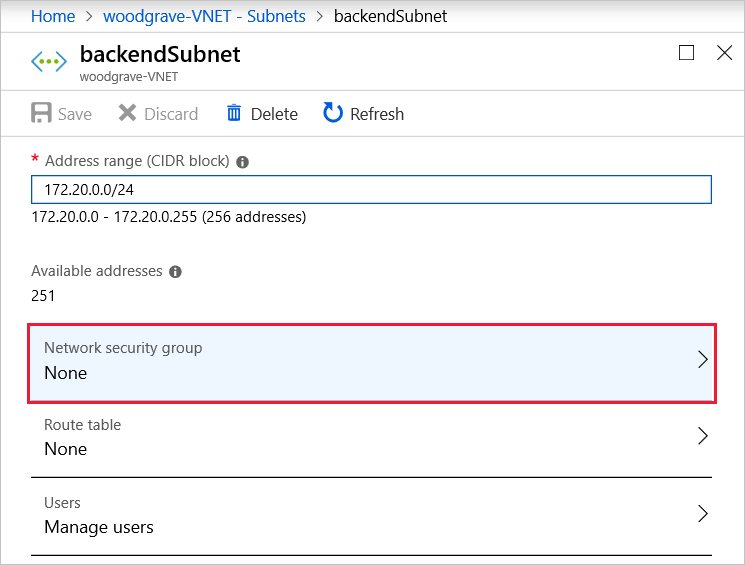 Home > woodgrave-VNET - Subnets > backendSubnet
backendSubnet
woodgrave-VNET
Save Discard Delete Refresh
* Address range (CIDR block)
172.20.0.0/24
172.20.0.0 - 172.20.0.255 (256 addresses)
Available addresses
251
Network security group
None
Route table
None
Users
Manage users